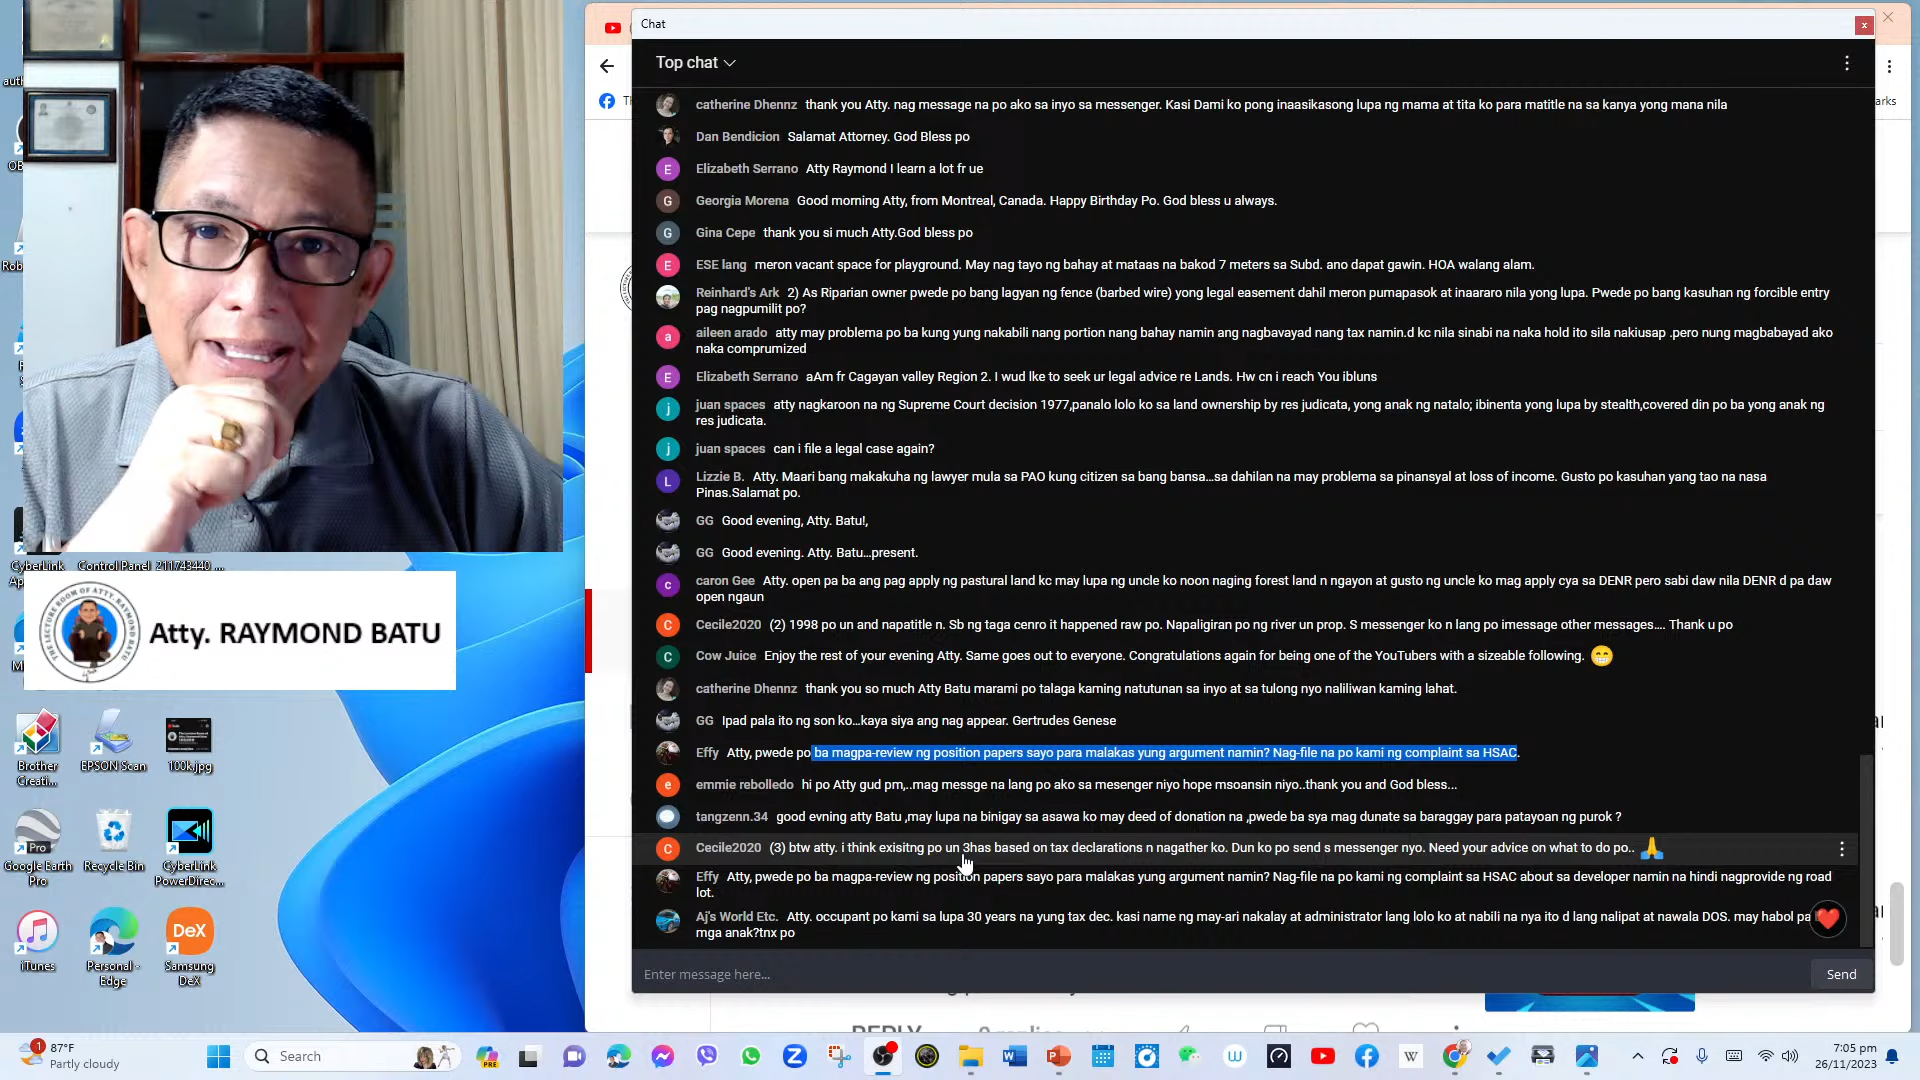 Chat
Top chat
catherine Dhennz thank you Atty. nag message na po ako sa inyo sa messenger. Kasi Dami ko pong inaasikasong lupa ng mama at tita ko para matitle na sa kanya yong mana nila
Dan Bendicion Salamat Attorney. God Bless po
E Elizabeth Serrano Atty Raymond I learn a lot fr ue
G Georgia Morena Good morning Atty, from Montreal, Canada. Happy Birthday Po. God bless u always.
G Gina Cepe thank you si much Atty.God bless po
E ESE lang meron vacant space for playground. May nag tayo ng bahay at mataas na bakod 7 meters sa Subd. ano dapat gawin. HOA walang alam.
Reinhard's Ark 2) As Riparian owner pwede po bang lagyan ng fence (barbed wire) yong legal easement dahil meron pumapasok at inaararo nila yong lupa. Pwede po bang kasuhan ng forcible entry
pag nagpumilit po?
a aileen arado atty may problema po ba kung yung nakabili nang portion nang bahay namin ang nagbavayad nang tax namin.d kc nila sinabi na naka hold ito sila nakiusap .pero nung magbabayad ako
naka comprumized
E Elizabeth Serrano aAm fr Cagayan valley Region 2. I wud lke to seek ur legal advice re Lands. Hw cn i reach You ibluns
j juan spaces atty nagkaroon na ng Supreme Court decision 1977,panalo lolo ko sa land ownership by res judicata, yong anak ng natalo; ibinenta yong lupa by stealth,covered din po ba yong anak ng
res judicata.
j juan spaces can i file a legal case again?
L Lizzie B. Atty. Maari bang makakuha ng lawyer mula sa PAO kung citizen sa bang bansa...sa dahilan na may problema sa pinansyal at loss of income. Gusto po kasuhan yang tao na nasa
Pinas.Salamat po.
GG Good evening, Atty. Batu!,
GG Good evening. Atty. Batu…present.
c caron Gee Atty. open pa ba ang pag apply ng pastural land kc may lupa ng uncle ko noon naging forest land n ngayon at gusto ng uncle ko mag apply cya sa DENR pero sabi daw nila DENR d pa daw
open ngaun
C Cecile2020 (2) 1998 po un and napatitle n. Sb ng taga cenro it happened raw po. Napaligiran po ng river un prop. S messenger ko n lang po imessage other messages.... Thank u po
C Cow Juice Enjoy the rest of your evening Atty. Same goes out to everyone. Congratulations again for being one of the YouTubers with a sizeable following. 😁
catherine Dhennz thank you so much Atty Batu marami po talaga kaming natutunan sa inyo at sa tulong nyo naliliwan kaming lahat.
GG Ipad pala ito ng son ko…kaya siya ang nag appear. Gertrudes Genese
Effy Atty, pwede po ba magpa-review ng position papers sayo para malakas yung argument namin? Nag-file na po kami ng complaint sa HSAC.
e emmie rebolledo hi po Atty gud pm,..mag messge na lang po ako sa mesenger niyo hope msoansin niyo..thank you and God bless...
tangzenn.34 good evning atty Batu ,may lupa na binigay sa asawa ko may deed of donation na ,pwede ba sya mag dunate sa baraggay para patayoan ng purok ?
C Cecile2020 (3) btw atty. i think exisitng po un 3has based on tax declarations n nagather ko. Dun ko po send s messenger nyo. Need your advice on what to do po.. 🙏
Effy Atty, pwede po ba magpa-review ng position papers sayo para malakas yung argument namin? Nag-file na po kami ng complaint sa HSAC about sa developer namin na hindi nagprovide ng road
lot.
Aj's World Etc. Atty. occupant po kami sa lupa 30 years na yung tax dec. kasi name ng may-ari nakalay at administrator lang lolo ko at nabili na nya ito d lang nalipat at nawala DOS. may habol pa
mga anak?tnx po
Enter message here...
Send
THE LECTURE ROOM OF ATTY. RAYMOND BATU
Atty. RAYMOND BATU
CyberLink
Control Panel
211743440_...
Brother
Creati...
EPSON Scan
100k.jpg
Google Earth
Pro
Recycle Bin
CyberLink
PowerDirec...
iTunes
Personal -
Edge
DeX
Samsung
DeX
REPLY
1
87°F
Partly cloudy
Search
PRE
7:05 pm
26/11/2023